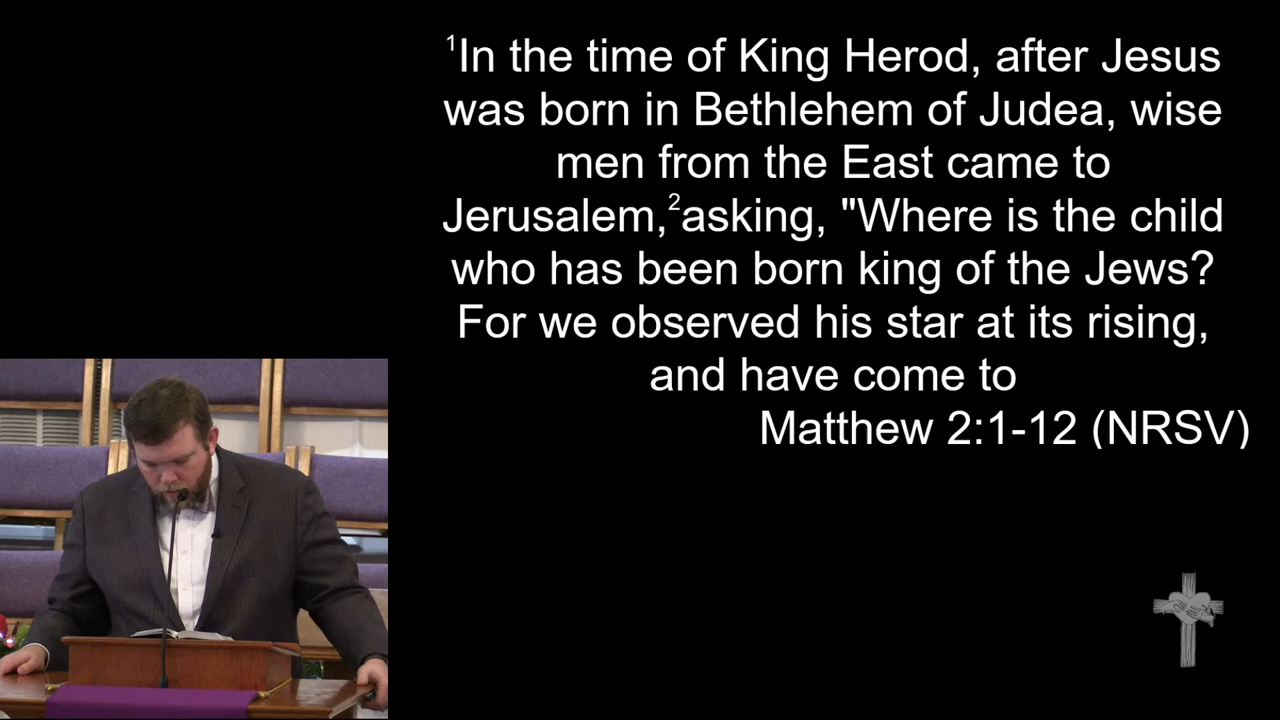 ¹In the time of King Herod, after Jesus
was born in Bethlehem of Judea, wise
men from the East came to
Jerusalem,²asking, "Where is the child
who has been born king of the Jews?
For we observed his star at its rising,
and have come to
Matthew 2:1-12 (NRSV)